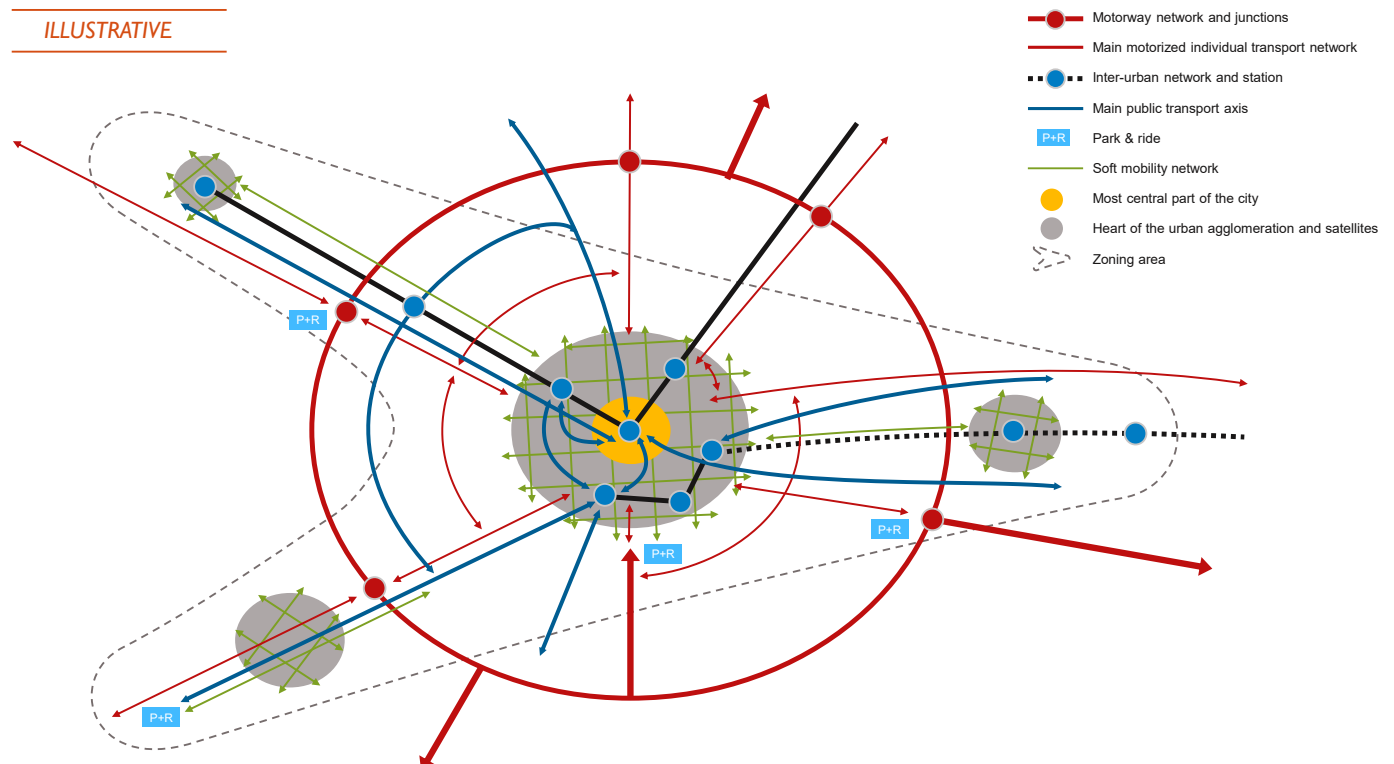 ILLUSTRATIVE
Motorway network and junctions
Main motorized individual transport network
Inter-urban network and station
Main public transport axis
P+R Park & ride
Soft mobility network
Most central part of the city
Heart of the urban agglomeration and satellites
Zoning area
P+R
P+R
P+R
P+R